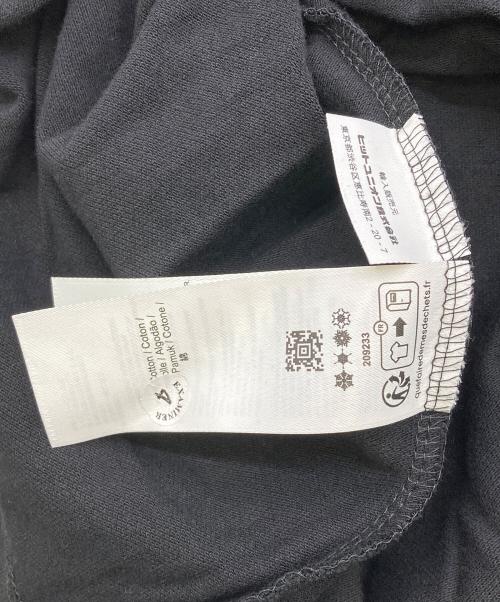 輸入販売元
ヒットユニオン株式会社
東京都渋谷区恵比寿南2-20-7
quefairedemesdechets.fr
FR
209233
Cotton / Coton /
Algodão /
Pamuk / Cotone /
綿
EXAMINER
4